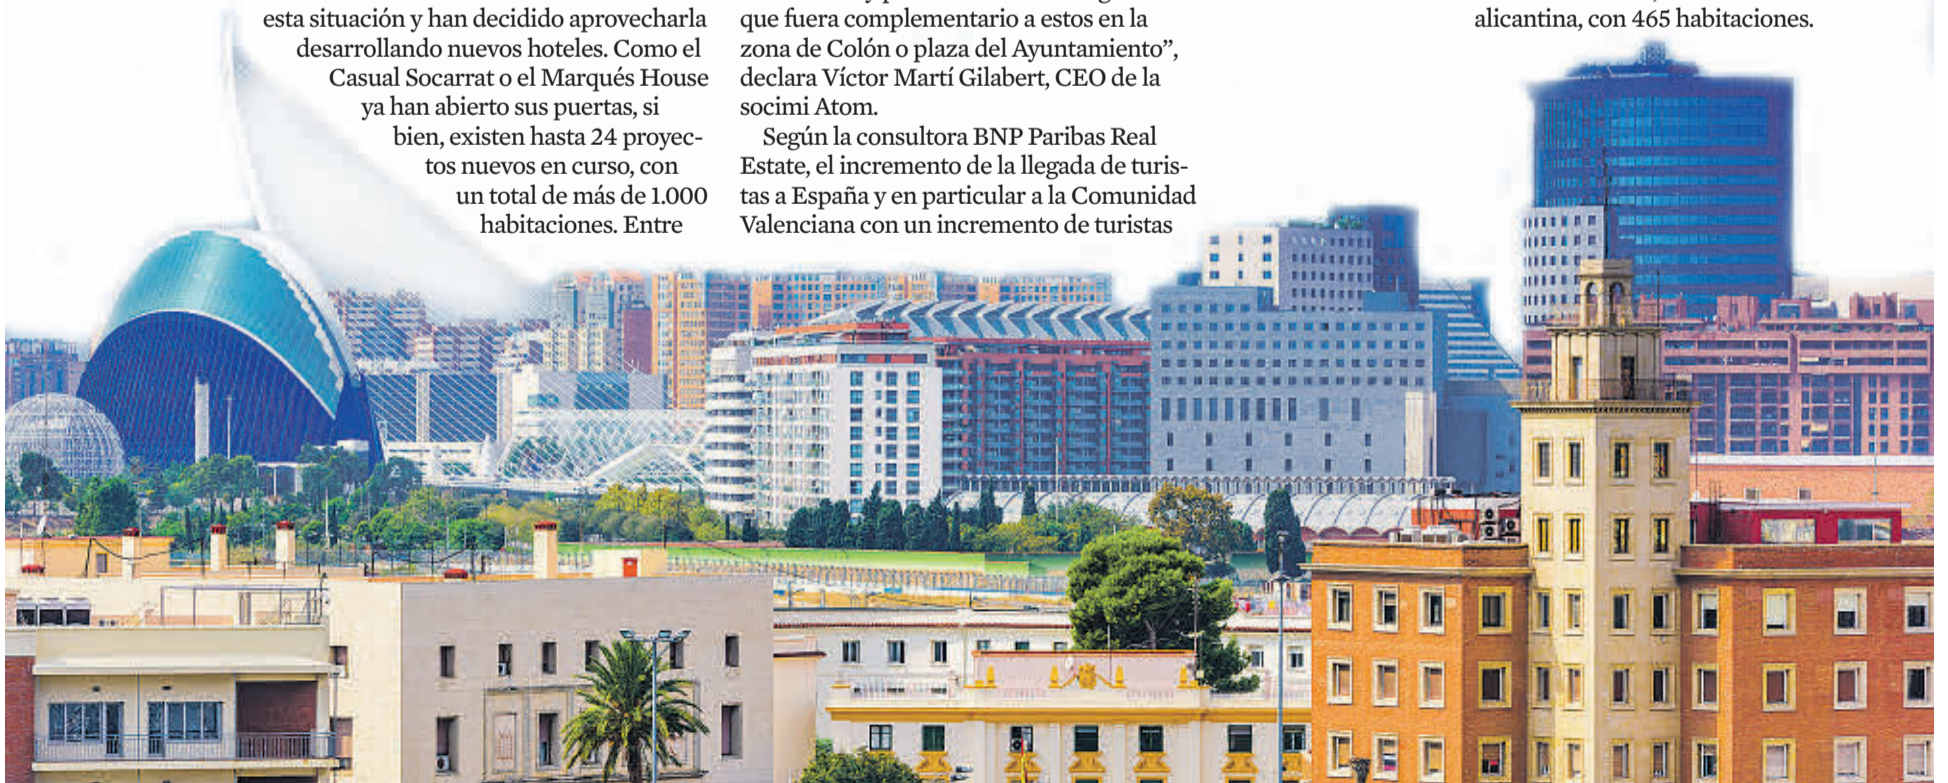 esta situación y han decidido aprovecharla
desarrollando nuevos hoteles. Como el
Casual Socarrat o el Marqués House
ya han abierto sus puertas, si
bien, existen hasta 24 proyec-
tos nuevos en curso, con
un total de más de 1.000
habitaciones. Entre
que fuera complementario a estos en la
zona de Colón o plaza del Ayuntamiento”,
declara Víctor Martí Gilabert, CEO de la
socimi Atom.
Según la consultora BNP Paribas Real
Estate, el incremento de la llegada de turis-
tas a España y en particular a la Comunidad
Valenciana con un incremento de turistas
alicantina, con 465 habitaciones.